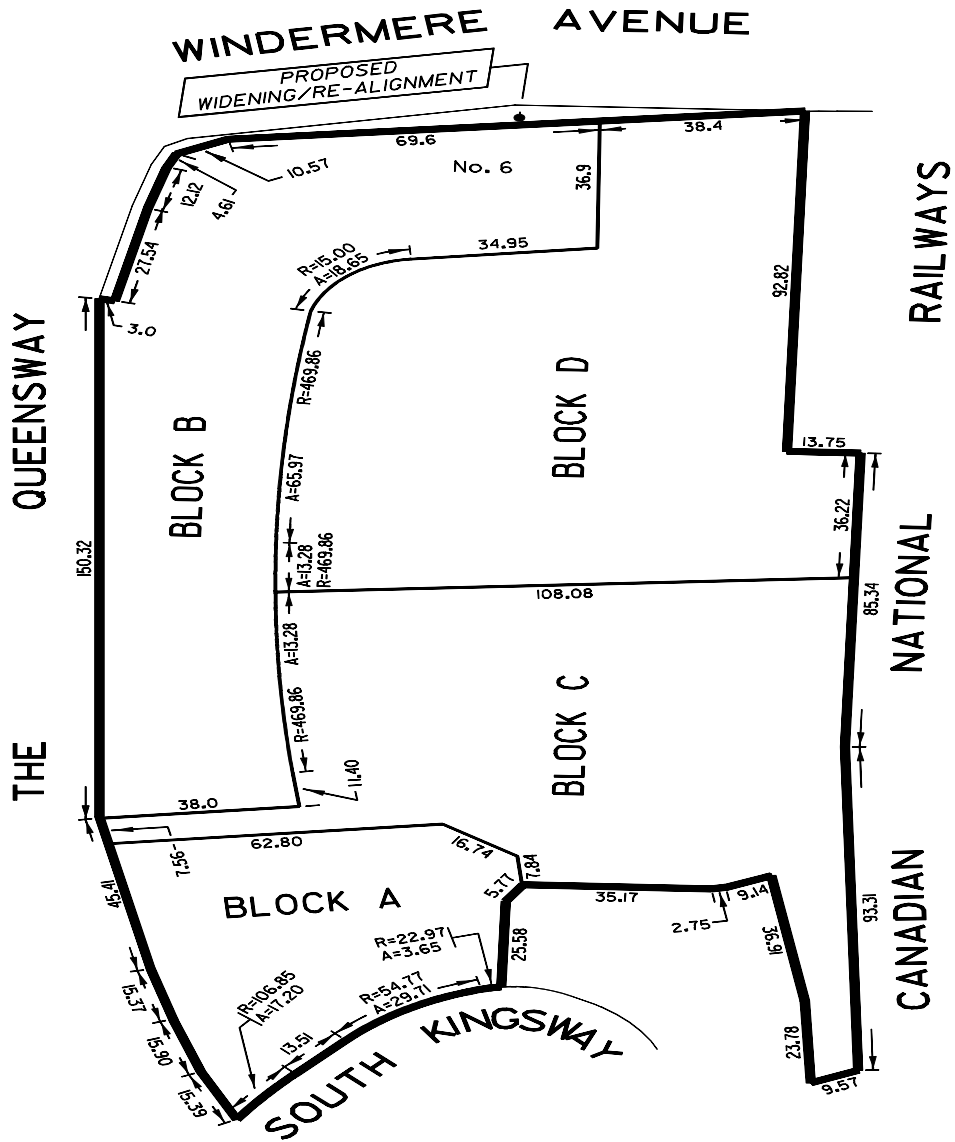 WINDERMERE AVENUE
PROPOSED
WIDENING/RE-ALIGNMENT
69.6
38.4
10.57
No. 6
36.9
12.12
4.61
27.54
34.95
R=15.00
A=18.65
92.82
RAILWAYS
3.0
R=469.86
THE QUEENSWAY
BLOCK B
BLOCK D
13.75
A=65.97
36.22
150.32
A=13.28
R=469.86
108.08
85.34
NATIONAL
A=13.28
R=469.86
BLOCK C
11.40
38.0
7.56
62.80
16.74
7.84
5.77
45.41
BLOCK A
35.17
9.14
2.75
36.91
93.31
CANADIAN
R=22.97
A=3.65
25.58
R=106.85
A=17.20
R=54.77
A=29.71
15.37
13.51
15.90
23.78
15.39
9.57
SOUTH KINGSWAY